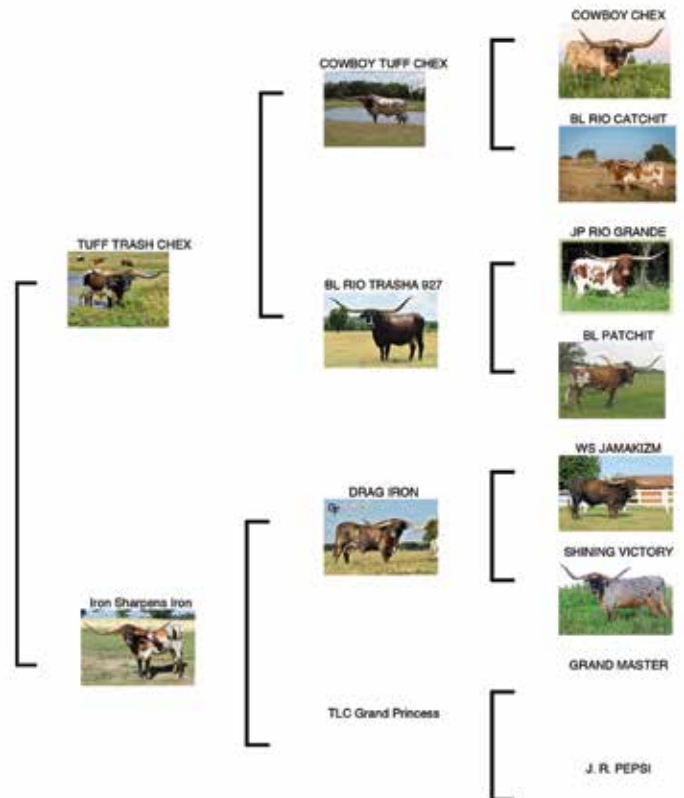 COWBOY CHEX
COWBOY TUFF CHEX
BL RIO CATCHIT
TUFF TRASH CHEX
JP RIO GRANDE
BL RIO TRASHA 927
BL PATCHIT
WS JAMAKIZM
DRAG IRON
SHINING VICTORY
Iron Sharpens Iron
GRAND MASTER
TLC Grand Princess
J. R. PEPSI